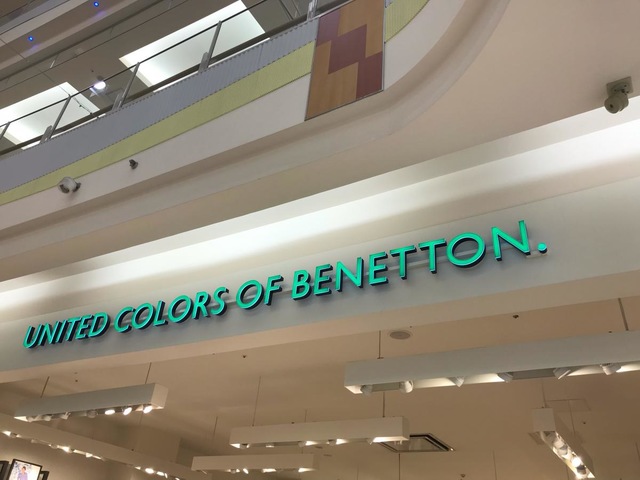 UNITED COLORS OF BENETTON.